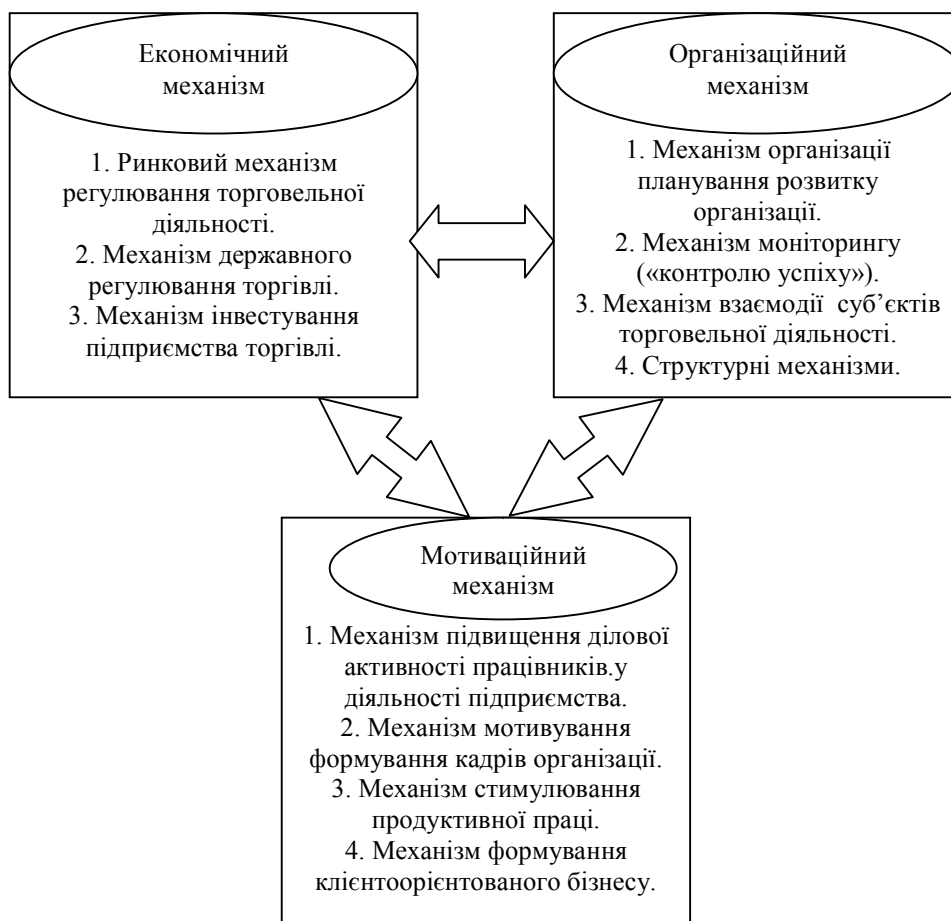 Економічний
механізм
1. Ринковий механізм
регулювання торговельної
діяльності.
2. Механізм державного
регулювання торгівлі.
3. Механізм інвестування
підприємства торгівлі.
Організаційний
механізм
1. Механізм організації
планування розвитку
організації.
2. Механізм моніторингу
(«контролю успіху»).
3. Механізм взаємодії суб’єктів
торговельної діяльності.
4. Структурні механізми.
Мотиваційний
механізм
1. Механізм підвищення ділової
активності працівників.у
діяльності підприємства.
2. Механізм мотивування
формування кадрів організації.
3. Механізм стимулювання
продуктивної праці.
4. Механізм формування
клієнтоорієнтованого бізнесу.